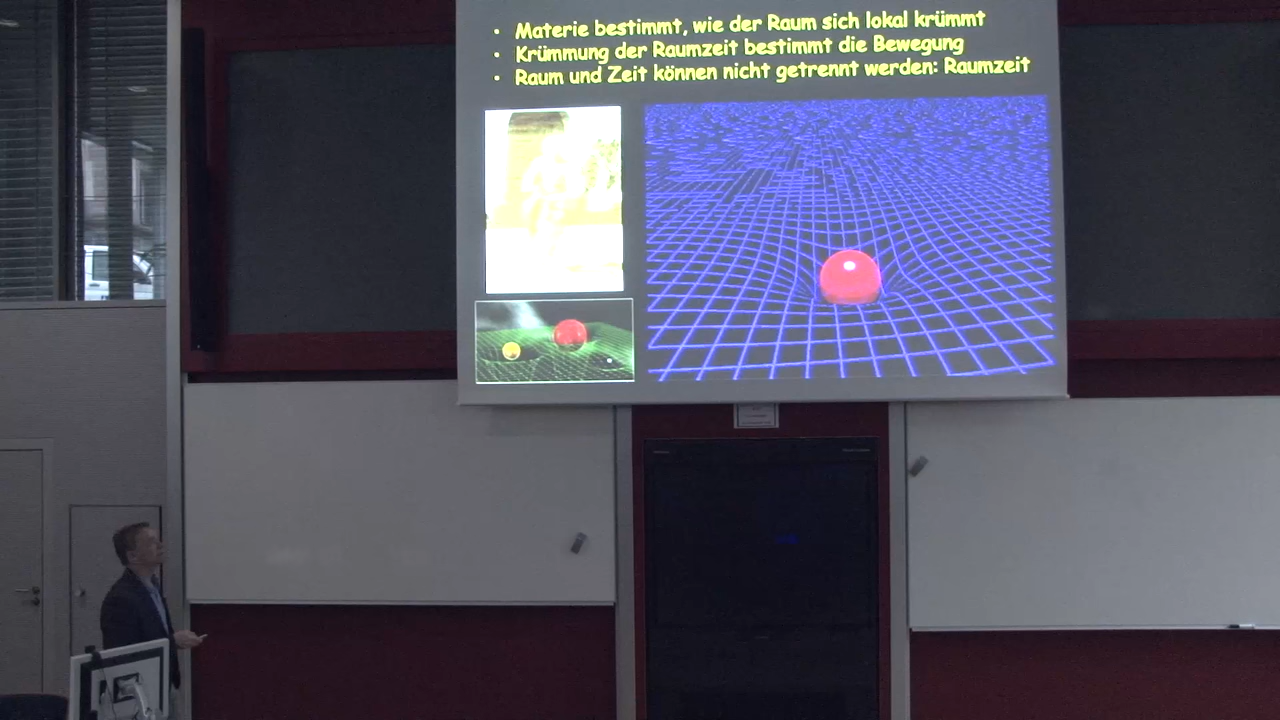 • Materie bestimmt, wie der Raum sich lokal krümmt
• Krümmung der Raumzeit bestimmt die Bewegung
• Raum und Zeit können nicht getrennt werden: Raumzeit